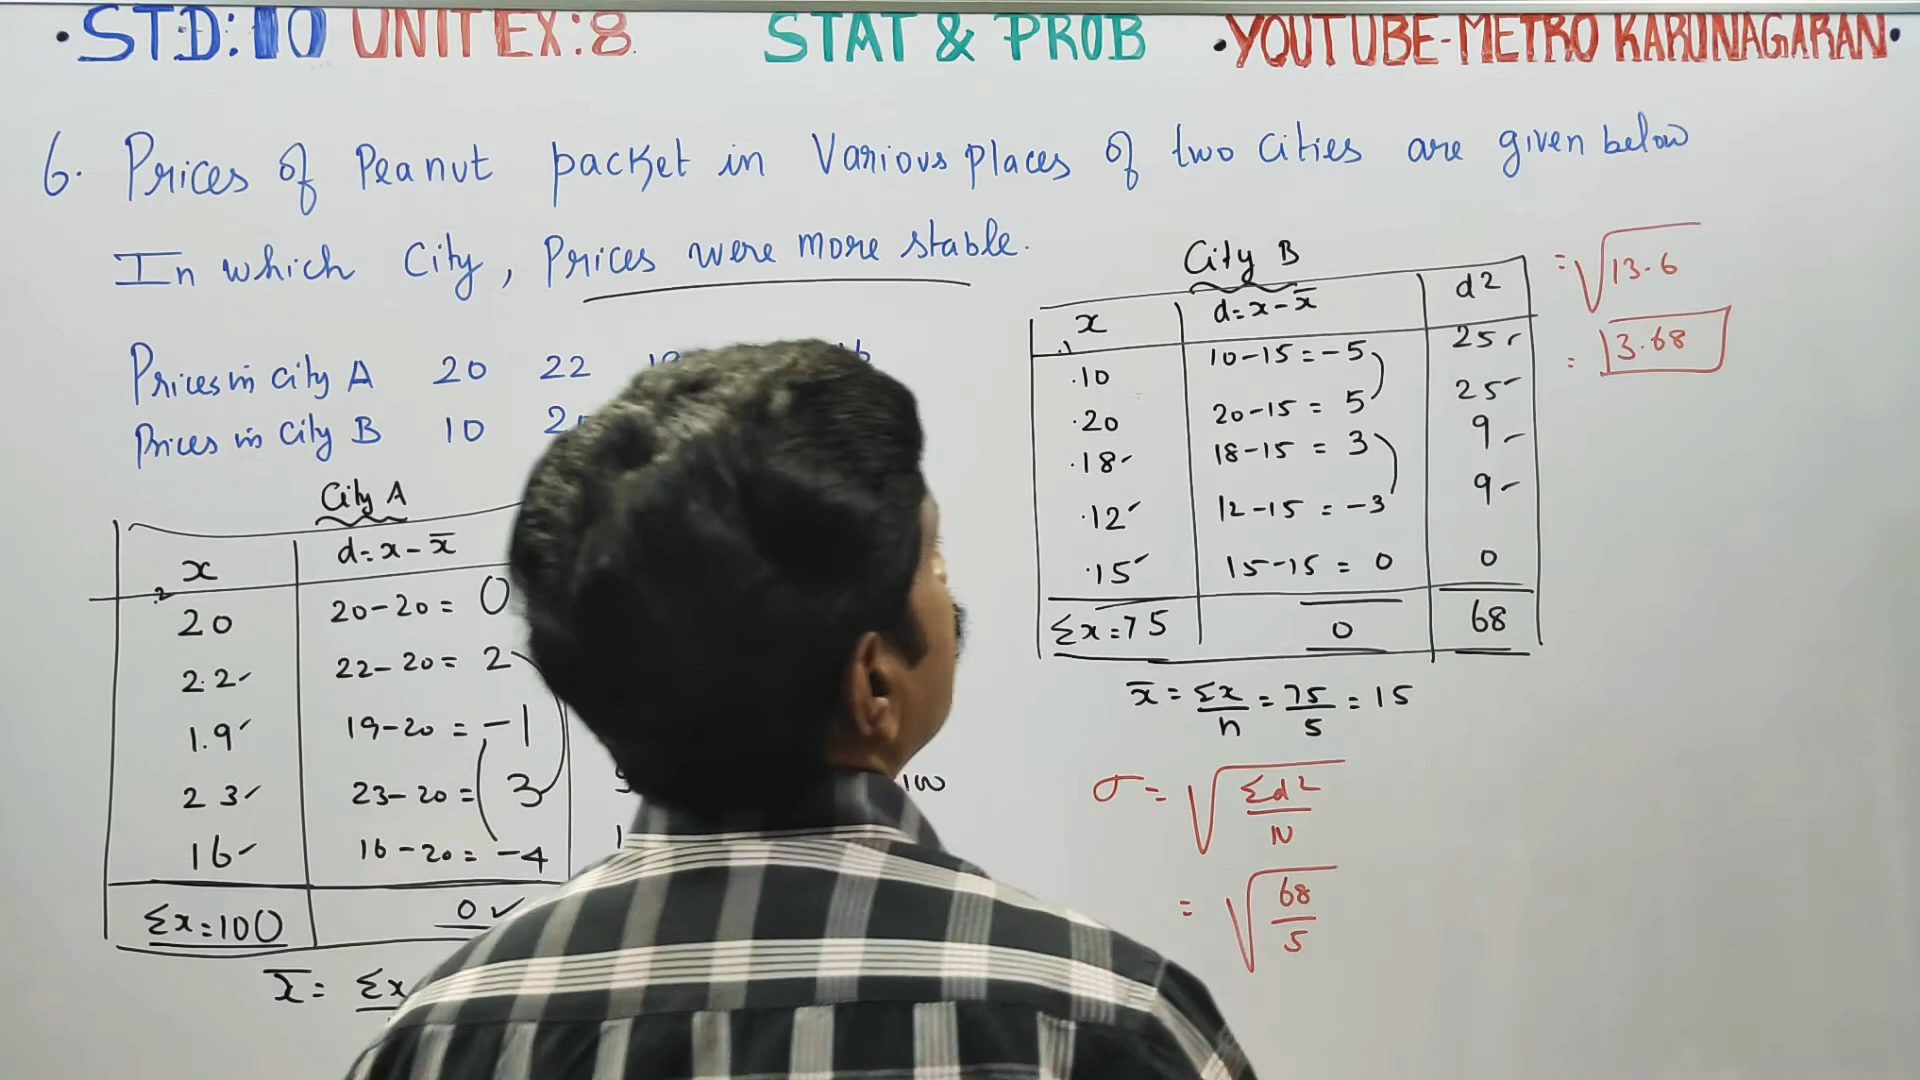 •STD:10 UNIT EX:8 STAT & PROB •YOUTUBE-METRO KARUNAGARAN•
6. Prices of Peanut packet in Various places of two cities are given below
In which City, Prices were more stable.
Prices in city A 20 22
Prices in City B 10
City A
x d=x-x̄
20 20-20= 0
22 22-20= 2
19 19-20 = -1
23 23-20 = 3
16 16-20= -4
Σx=100 0
x̄= Σx
100
City B
x d=x-x̄ d2
10 10-15=-5 25
20 20-15= 5 25
18 18-15 = 3 9
12 12-15 = -3 9
15 15-15= 0 0
Σx=75 0 68
x̄ = Σx/n = 75/5 = 15
σ= √Σd2/N
= √68/5
= √13.6
= 3.68